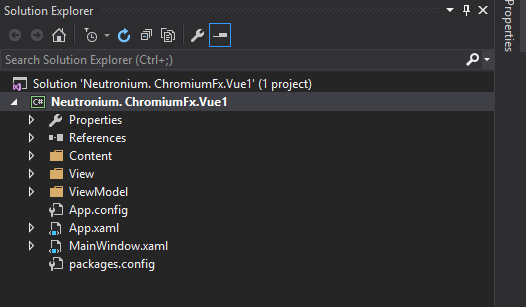 Solution Explorer
Search Solution Explorer (Ctrl+;)
Solution 'Neutronium. ChromiumFx.Vue1' (1 project)
C# Neutronium. ChromiumFx.Vue1
Properties
References
Content
View
ViewModel
App.config
App.xaml
MainWindow.xaml
packages.config
Properties